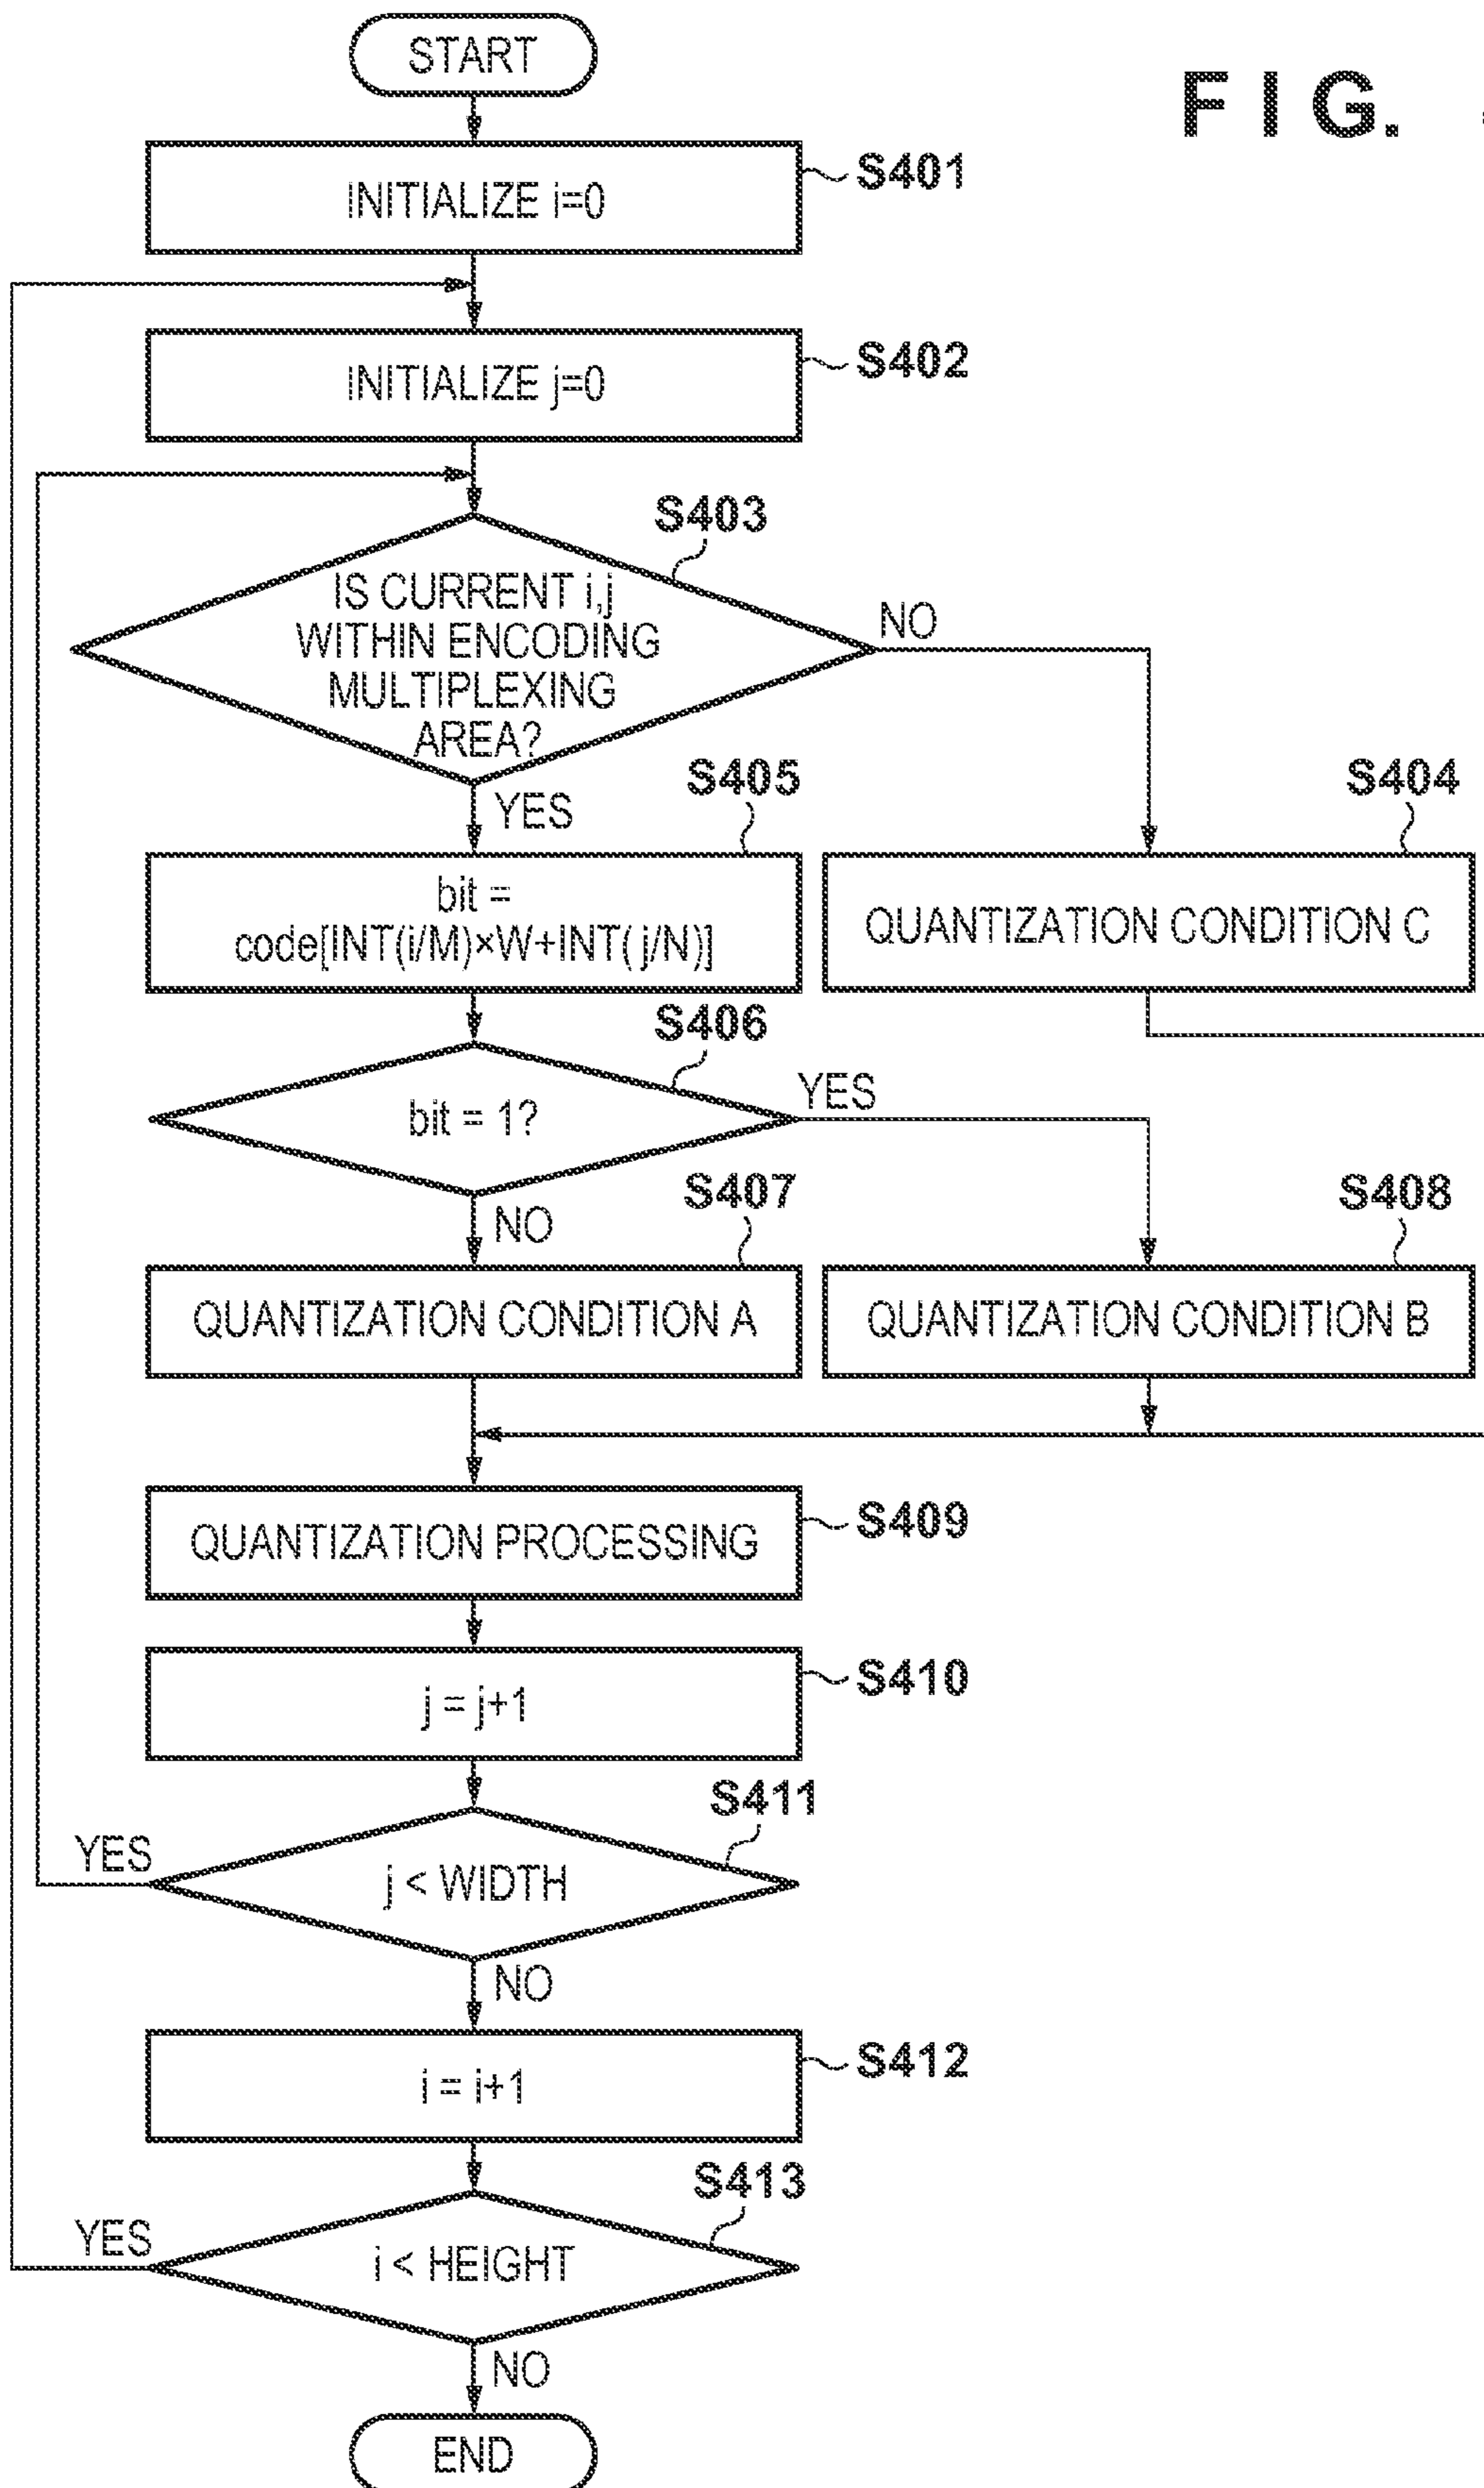 START
F I G.
INITIALIZE i=0
S401
INITIALIZE j=0
S402
S403
IS CURRENT i,j
WITHIN ENCODING
MULTIPLEXING
AREA?
NO
YES
S405
S404
bit =
code[INT(i/M)×W+INT( j/N)]
QUANTIZATION CONDITION C
S406
bit = 1?
YES
NO
S407
S408
QUANTIZATION CONDITION A
QUANTIZATION CONDITION B
QUANTIZATION PROCESSING
S409
j = j+1
S410
S411
YES
j < WIDTH
NO
i = i+1
S412
S413
YES
i < HEIGHT
NO
END